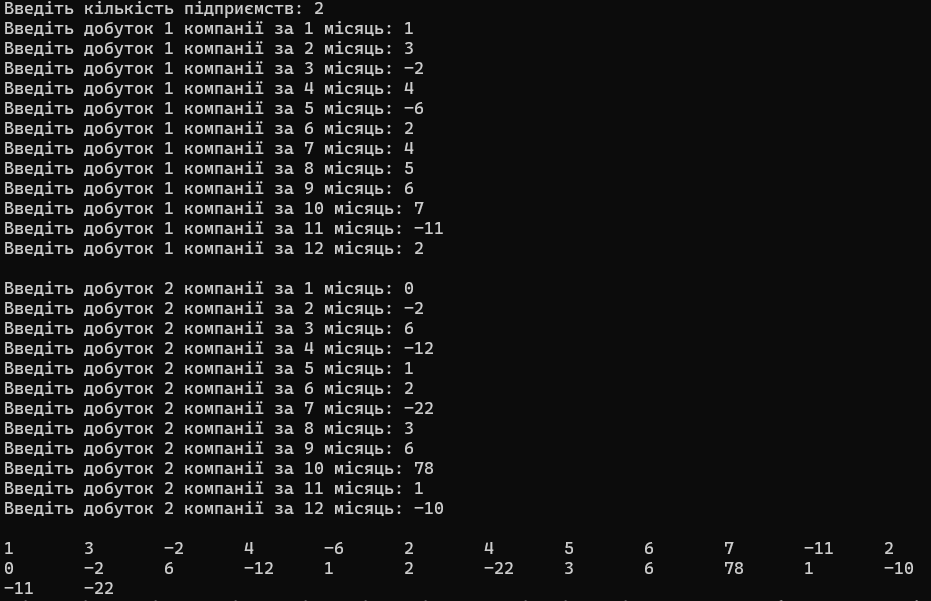 Введіть кількість підприємств: 2
Введіть добуток 1 компанії за 1 місяць: 1
Введіть добуток 1 компанії за 2 місяць: 3
Введіть добуток 1 компанії за 3 місяць: -2
Введіть добуток 1 компанії за 4 місяць: 4
Введіть добуток 1 компанії за 5 місяць: -6
Введіть добуток 1 компанії за 6 місяць: 2
Введіть добуток 1 компанії за 7 місяць: 4
Введіть добуток 1 компанії за 8 місяць: 5
Введіть добуток 1 компанії за 9 місяць: 6
Введіть добуток 1 компанії за 10 місяць: 7
Введіть добуток 1 компанії за 11 місяць: -11
Введіть добуток 1 компанії за 12 місяць: 2

Введіть добуток 2 компанії за 1 місяць: 0
Введіть добуток 2 компанії за 2 місяць: -2
Введіть добуток 2 компанії за 3 місяць: 6
Введіть добуток 2 компанії за 4 місяць: -12
Введіть добуток 2 компанії за 5 місяць: 1
Введіть добуток 2 компанії за 6 місяць: 2
Введіть добуток 2 компанії за 7 місяць: -22
Введіть добуток 2 компанії за 8 місяць: 3
Введіть добуток 2 компанії за 9 місяць: 6
Введіть добуток 2 компанії за 10 місяць: 78
Введіть добуток 2 компанії за 11 місяць: 1
Введіть добуток 2 компанії за 12 місяць: -10

1 3 -2 4 -6 2 4 5 6 7 -11 2
0 -2 6 -12 1 2 -22 3 6 78 1 -10
-11 -22